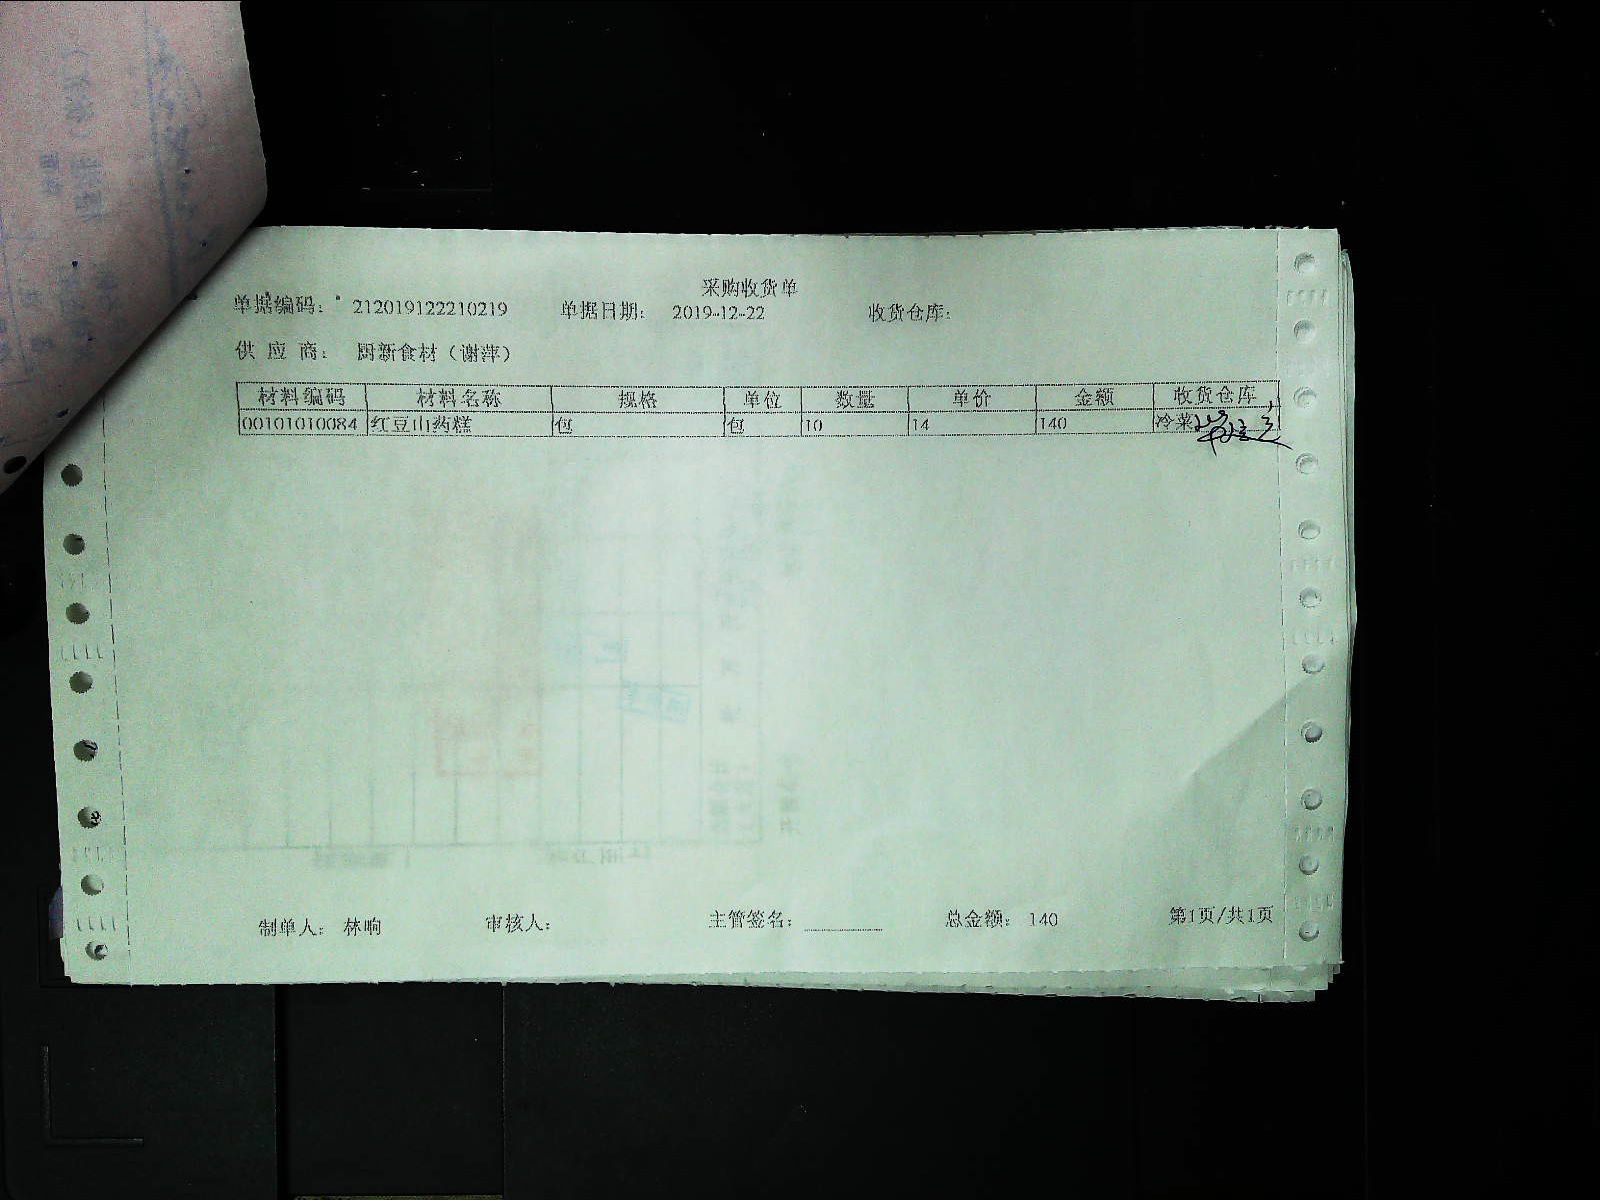 采购收货单
单据编码： 212019122210219 单据日期： 2019-12-22 收货仓库：
供 应 商： 厨新食材（谢萍）
材料编码 材料名称 规格 单位 数量 单价 金额 收货仓库
00101010084 红豆山药糕 包 包 10 14 140 冷菜
制单人： 林响 审核人： 主管签名： 总金额： 140 第1页/共1页